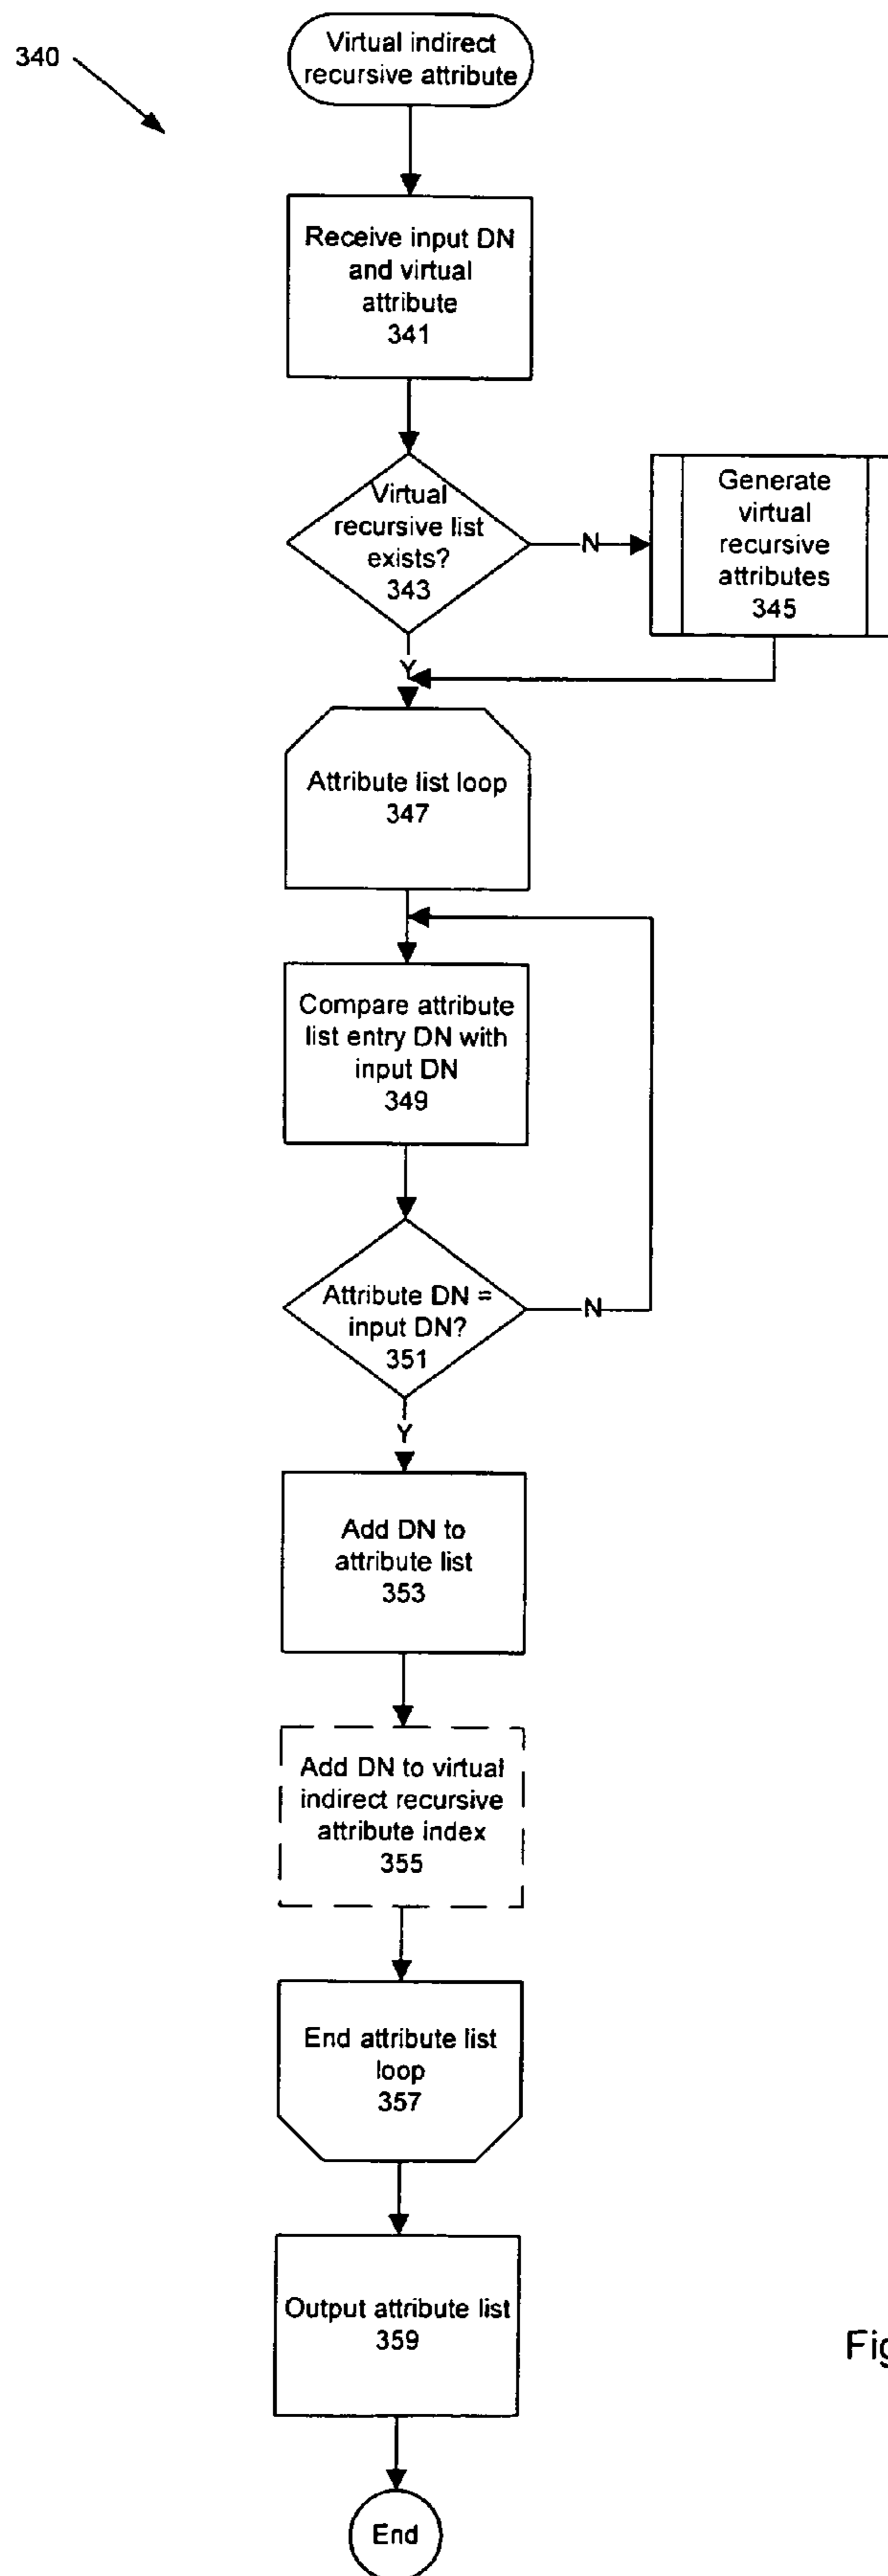 340
Virtual indirect
recursive attribute
Receive input DN
and virtual
attribute
341
Virtual
recursive list
exists?
343
N
Generate
virtual
recursive
attributes
345
Y
Attribute list loop
347
Compare attribute
list entry DN with
input DN
349
Attribute DN =
input DN?
351
N
Y
Add DN to
attribute list
353
Add DN to virtual
indirect recursive
attribute index
355
End attribute list
loop
357
Output attribute list
359
Fig
End